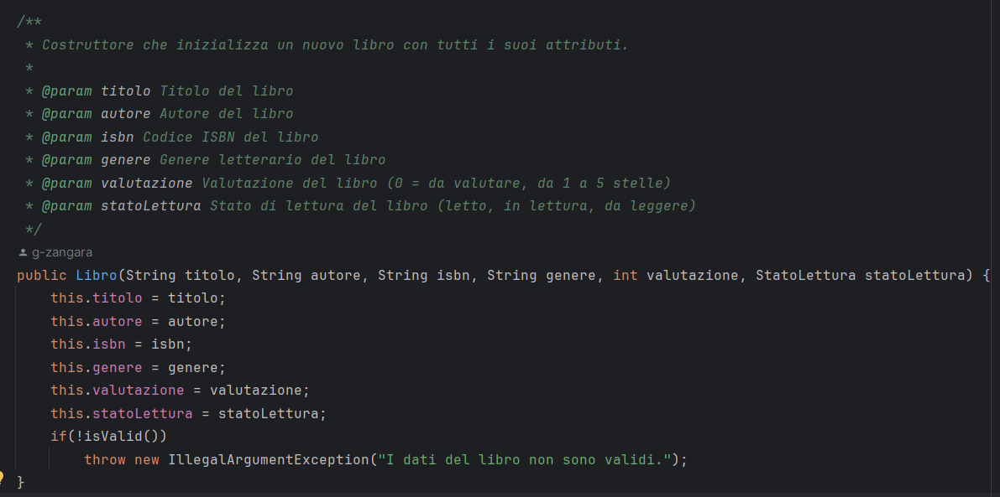 /**
 * Costruttore che inizializza un nuovo libro con tutti i suoi attributi.
 *
 * @param titolo Titolo del libro
 * @param autore Autore del libro
 * @param isbn Codice ISBN del libro
 * @param genere Genere letterario del libro
 * @param valutazione Valutazione del libro (0 = da valutare, da 1 a 5 stelle)
 * @param statoLettura Stato di lettura del libro (letto, in lettura, da leggere)
 */
g-zangara
public Libro(String titolo, String autore, String isbn, String genere, int valutazione, StatoLettura statoLettura) {
    this.titolo = titolo;
    this.autore = autore;
    this.isbn = isbn;
    this.genere = genere;
    this.valutazione = valutazione;
    this.statoLettura = statoLettura;
    if(!isValid())
        throw new IllegalArgumentException("I dati del libro non sono validi.");
}